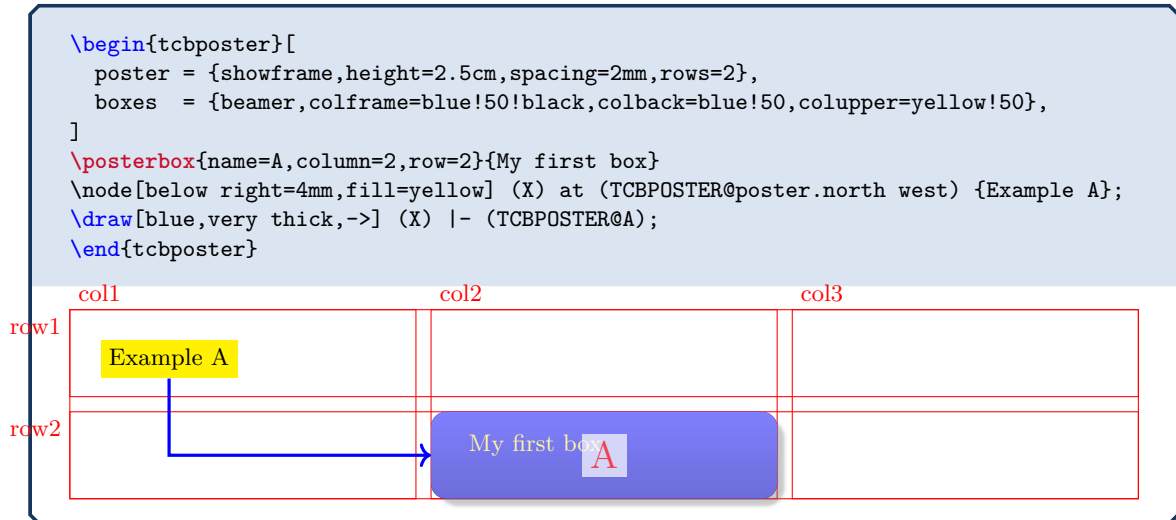 \begin{tcbposter}[
  poster = {showframe,height=2.5cm,spacing=2mm,rows=2},
  boxes  = {beamer,colframe=blue!50!black,colback=blue!50,colupper=yellow!50},
]
\posterbox{name=A,column=2,row=2}{My first box}
\node[below right=4mm,fill=yellow] (X) at (TCBPOSTER@poster.north west) {Example A};
\draw[blue,very thick,->] (X) |- (TCBPOSTER@A);
\end{tcbposter}
col1 col2 col3
row1
Example A
row2
My first box
A